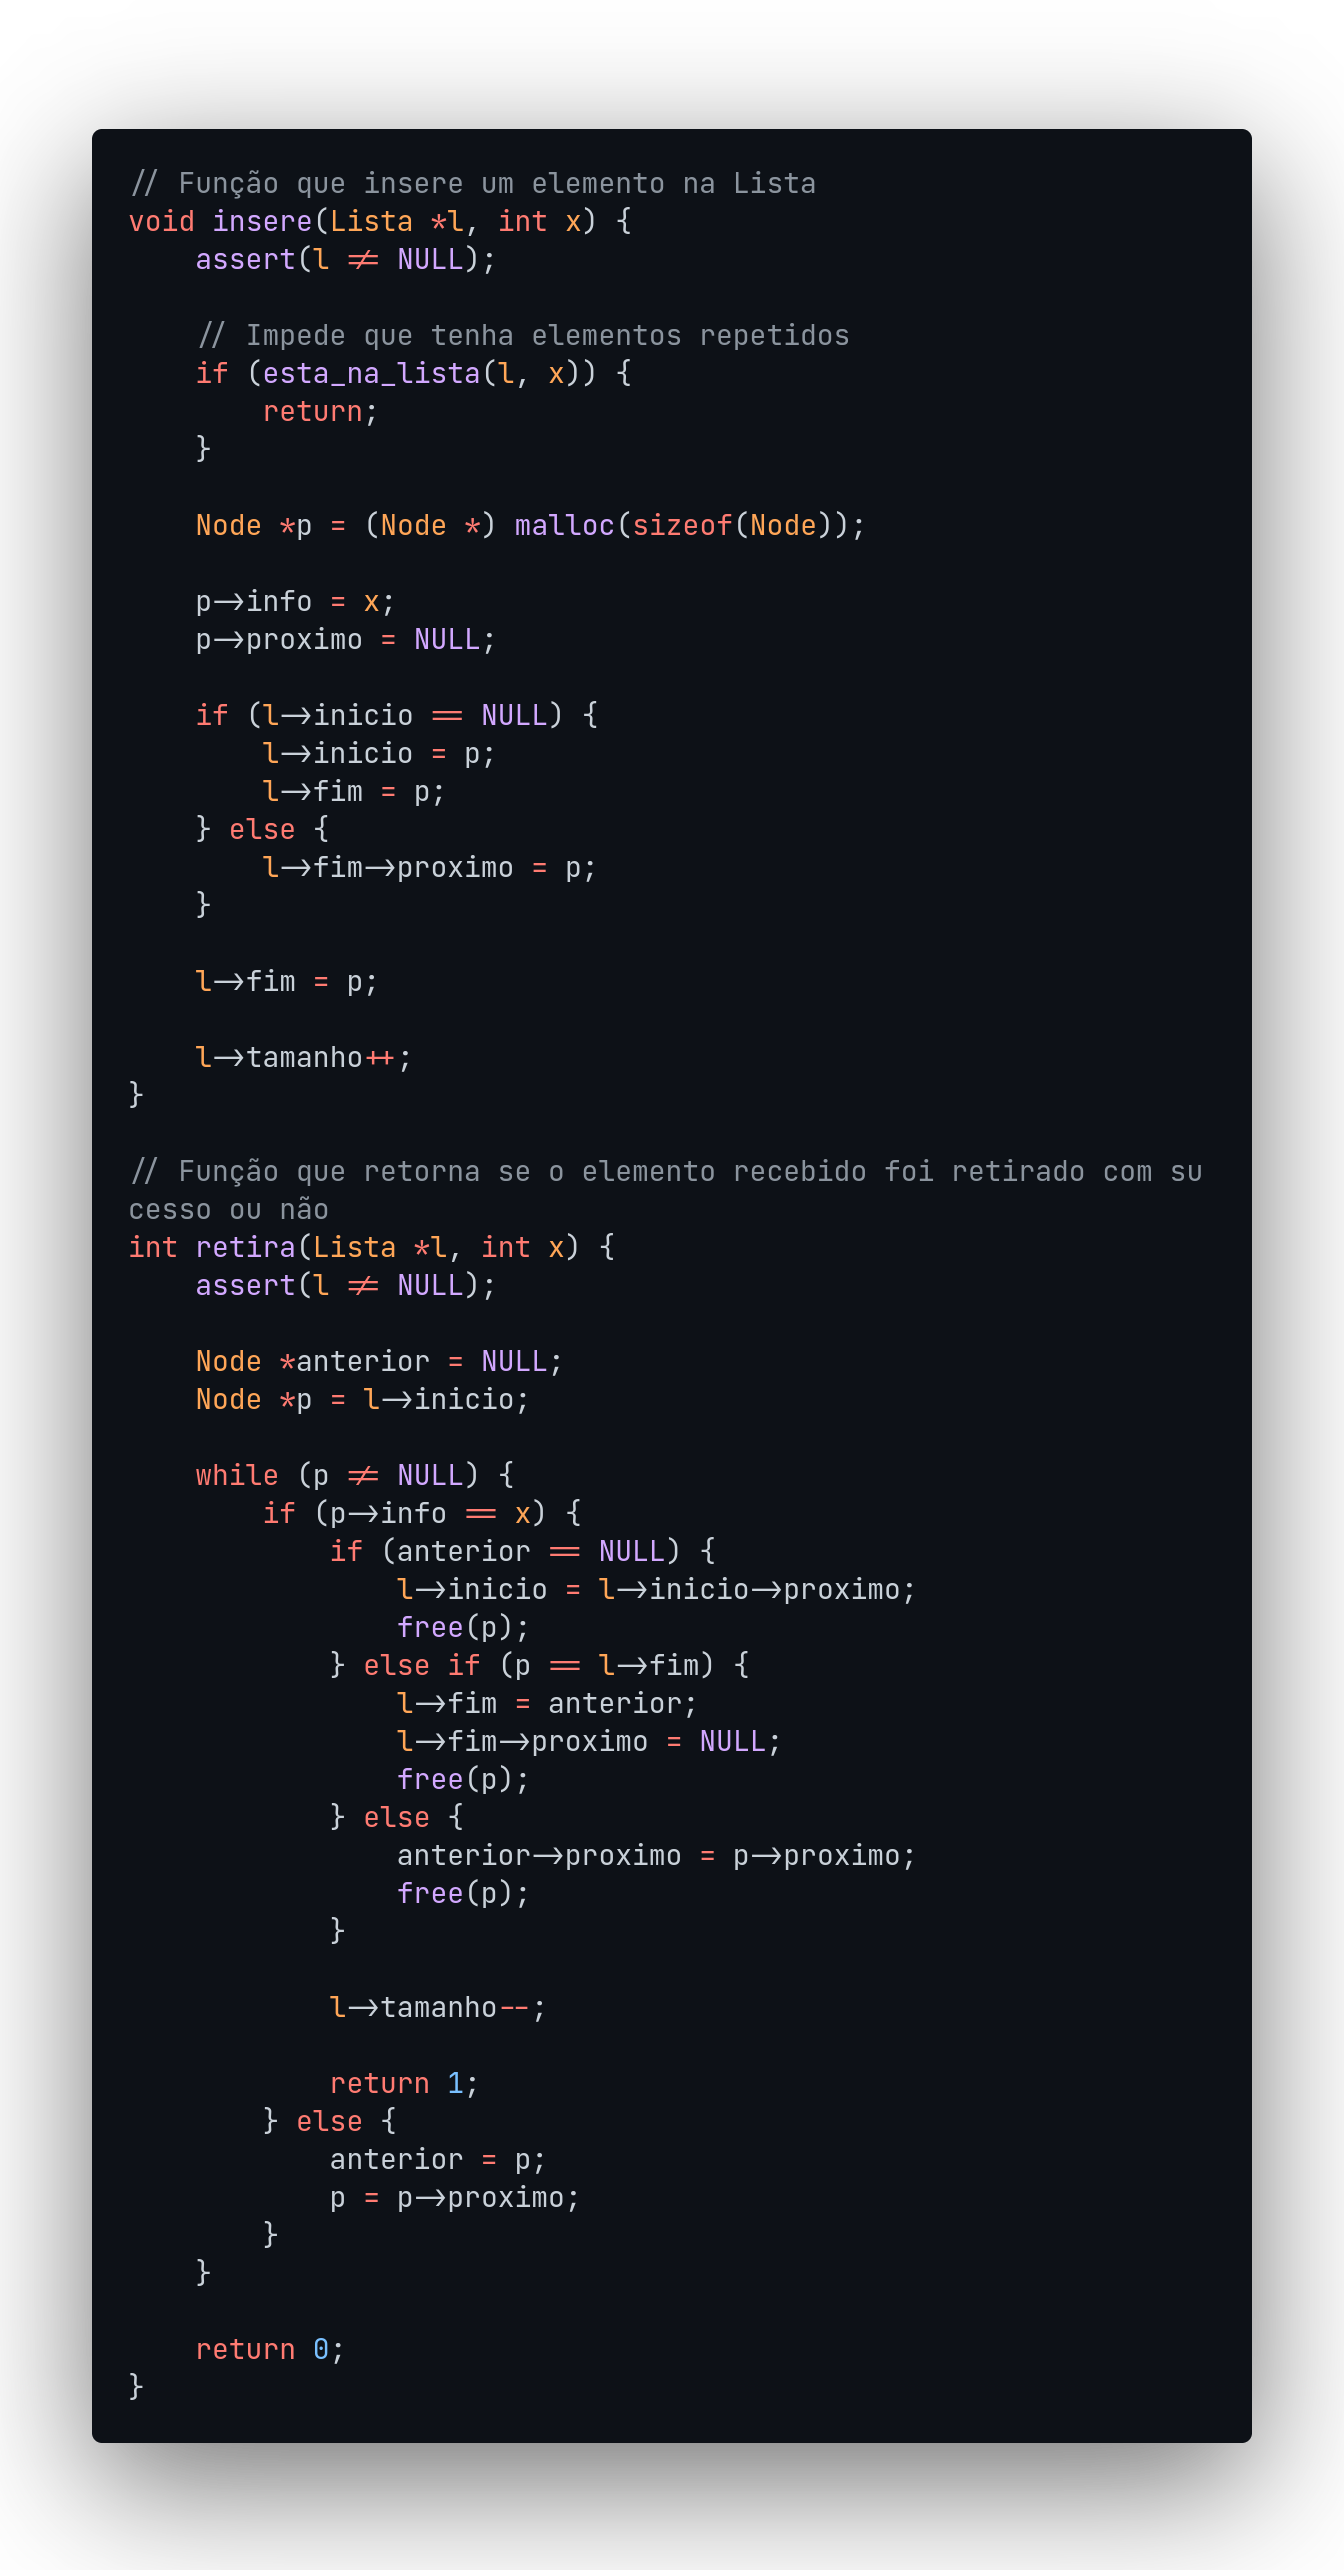 // Função que insere um elemento na Lista
void insere(Lista *l, int x) {
    assert(l != NULL);

    // Impede que tenha elementos repetidos
    if (esta_na_lista(l, x)) {
        return;
    }

    Node *p = (Node *) malloc(sizeof(Node));

    p->info = x;
    p->proximo = NULL;

    if (l->inicio == NULL) {
        l->inicio = p;
        l->fim = p;
    } else {
        l->fim->proximo = p;
    }

    l->fim = p;

    l->tamanho++;
}

// Função que retorna se o elemento recebido foi retirado com su
cesso ou não
int retira(Lista *l, int x) {
    assert(l != NULL);

    Node *anterior = NULL;
    Node *p = l->inicio;

    while (p != NULL) {
        if (p->info == x) {
            if (anterior == NULL) {
                l->inicio = l->inicio->proximo;
                free(p);
            } else if (p == l->fim) {
                l->fim = anterior;
                l->fim->proximo = NULL;
                free(p);
            } else {
                anterior->proximo = p->proximo;
                free(p);
            }

            l->tamanho--;

            return 1;
        } else {
            anterior = p;
            p = p->proximo;
        }
    }

    return 0;
}